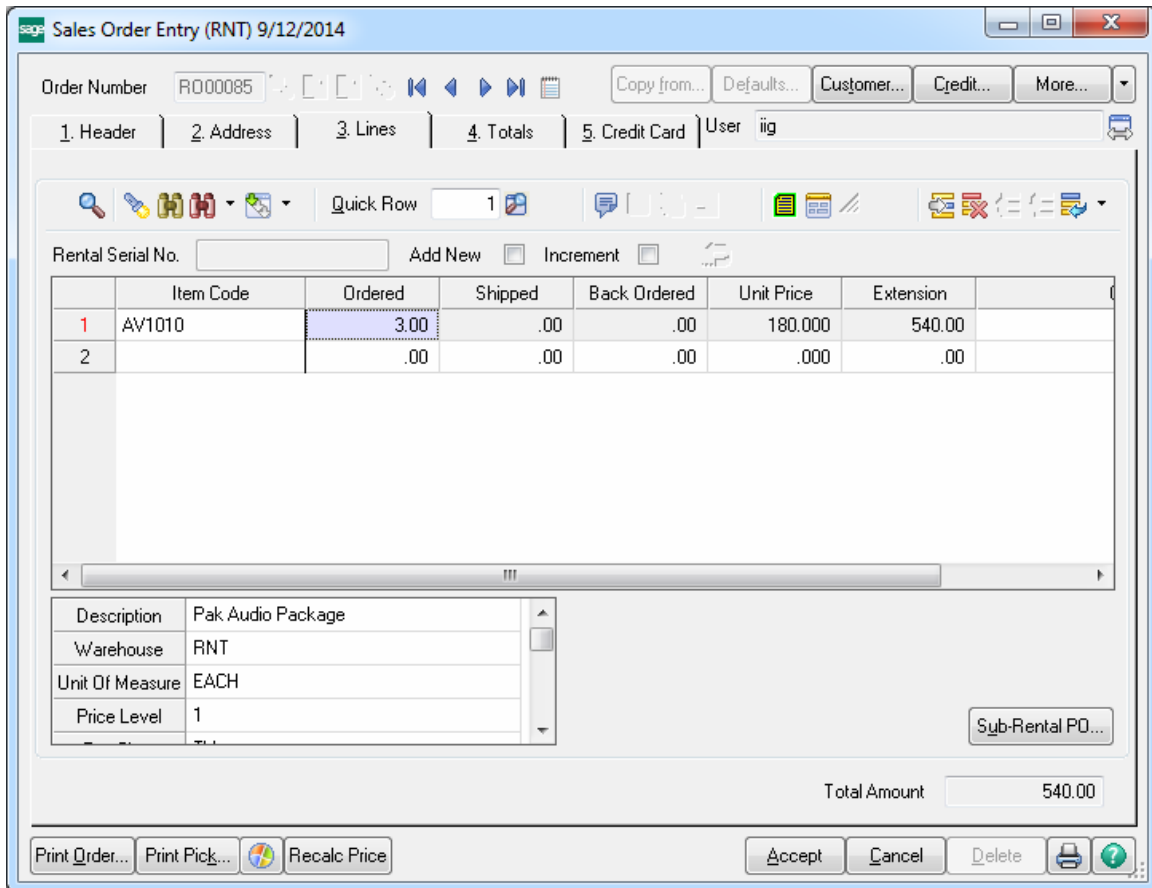 sage Sales Order Entry (RNT) 9/12/2014
Order Number RO00085 Copy from... Defaults... Customer... Credit... More...
1. Header 2. Address 3. Lines 4. Totals 5. Credit Card User iig
Quick Row 1
Rental Serial No. Add New Increment
Item Code Ordered Shipped Back Ordered Unit Price Extension
1 AV1010 3.00 .00 .00 180.000 540.00
2 .00 .00 .00 .000 .00
Description Pak Audio Package
Warehouse RNT
Unit Of Measure EACH
Price Level 1
Sub-Rental PO...
Total Amount 540.00
Print Order... Print Pick... Recalc Price Accept Cancel Delete